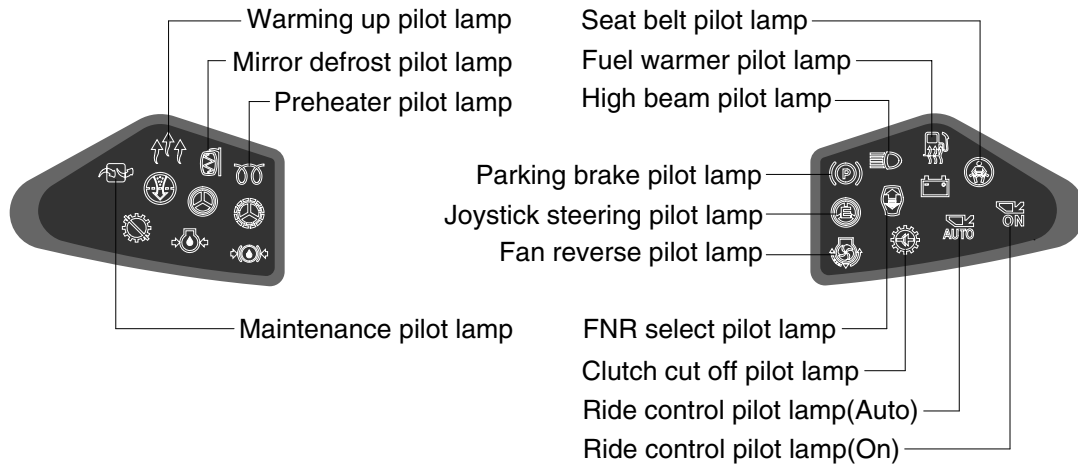 Warming up pilot lamp
Mirror defrost pilot lamp
Preheater pilot lamp
Maintenance pilot lamp
Seat belt pilot lamp
Fuel warmer pilot lamp
High beam pilot lamp
Parking brake pilot lamp
Joystick steering pilot lamp
Fan reverse pilot lamp
P
AUTO
ON
FNR select pilot lamp
Clutch cut off pilot lamp
Ride control pilot lamp(Auto)
Ride control pilot lamp(On)